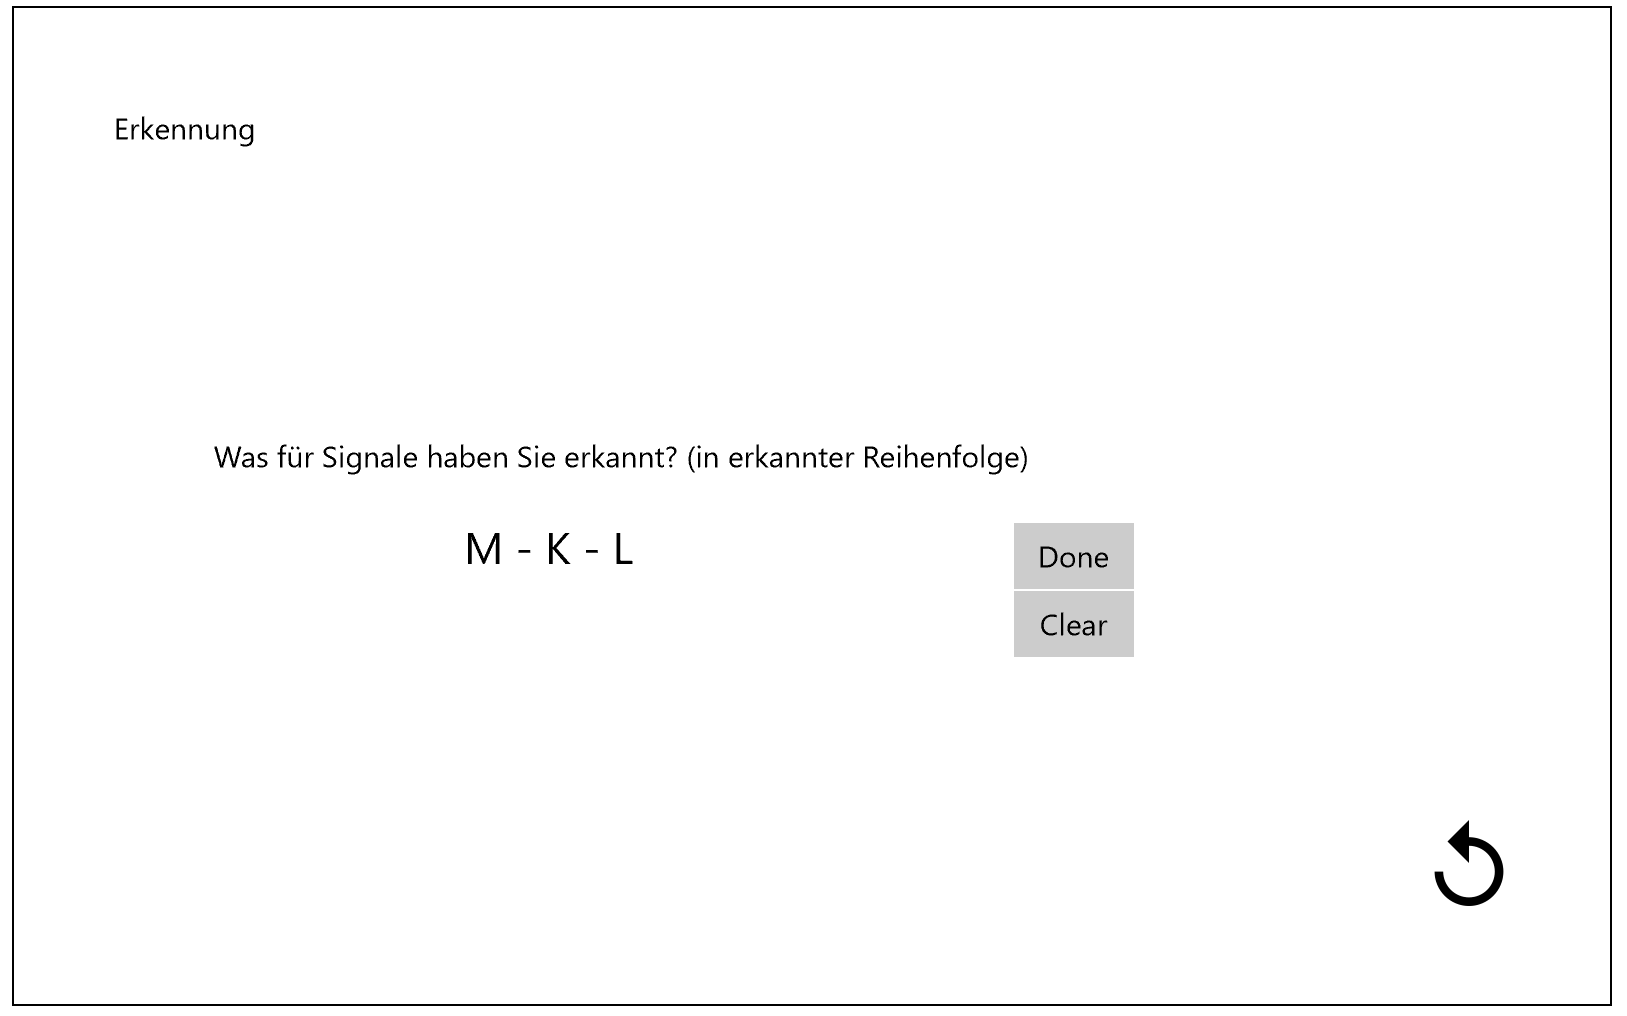 Erkennung
Was für Signale haben Sie erkannt? (in erkannter Reihenfolge)
M - K - L
Done
Clear